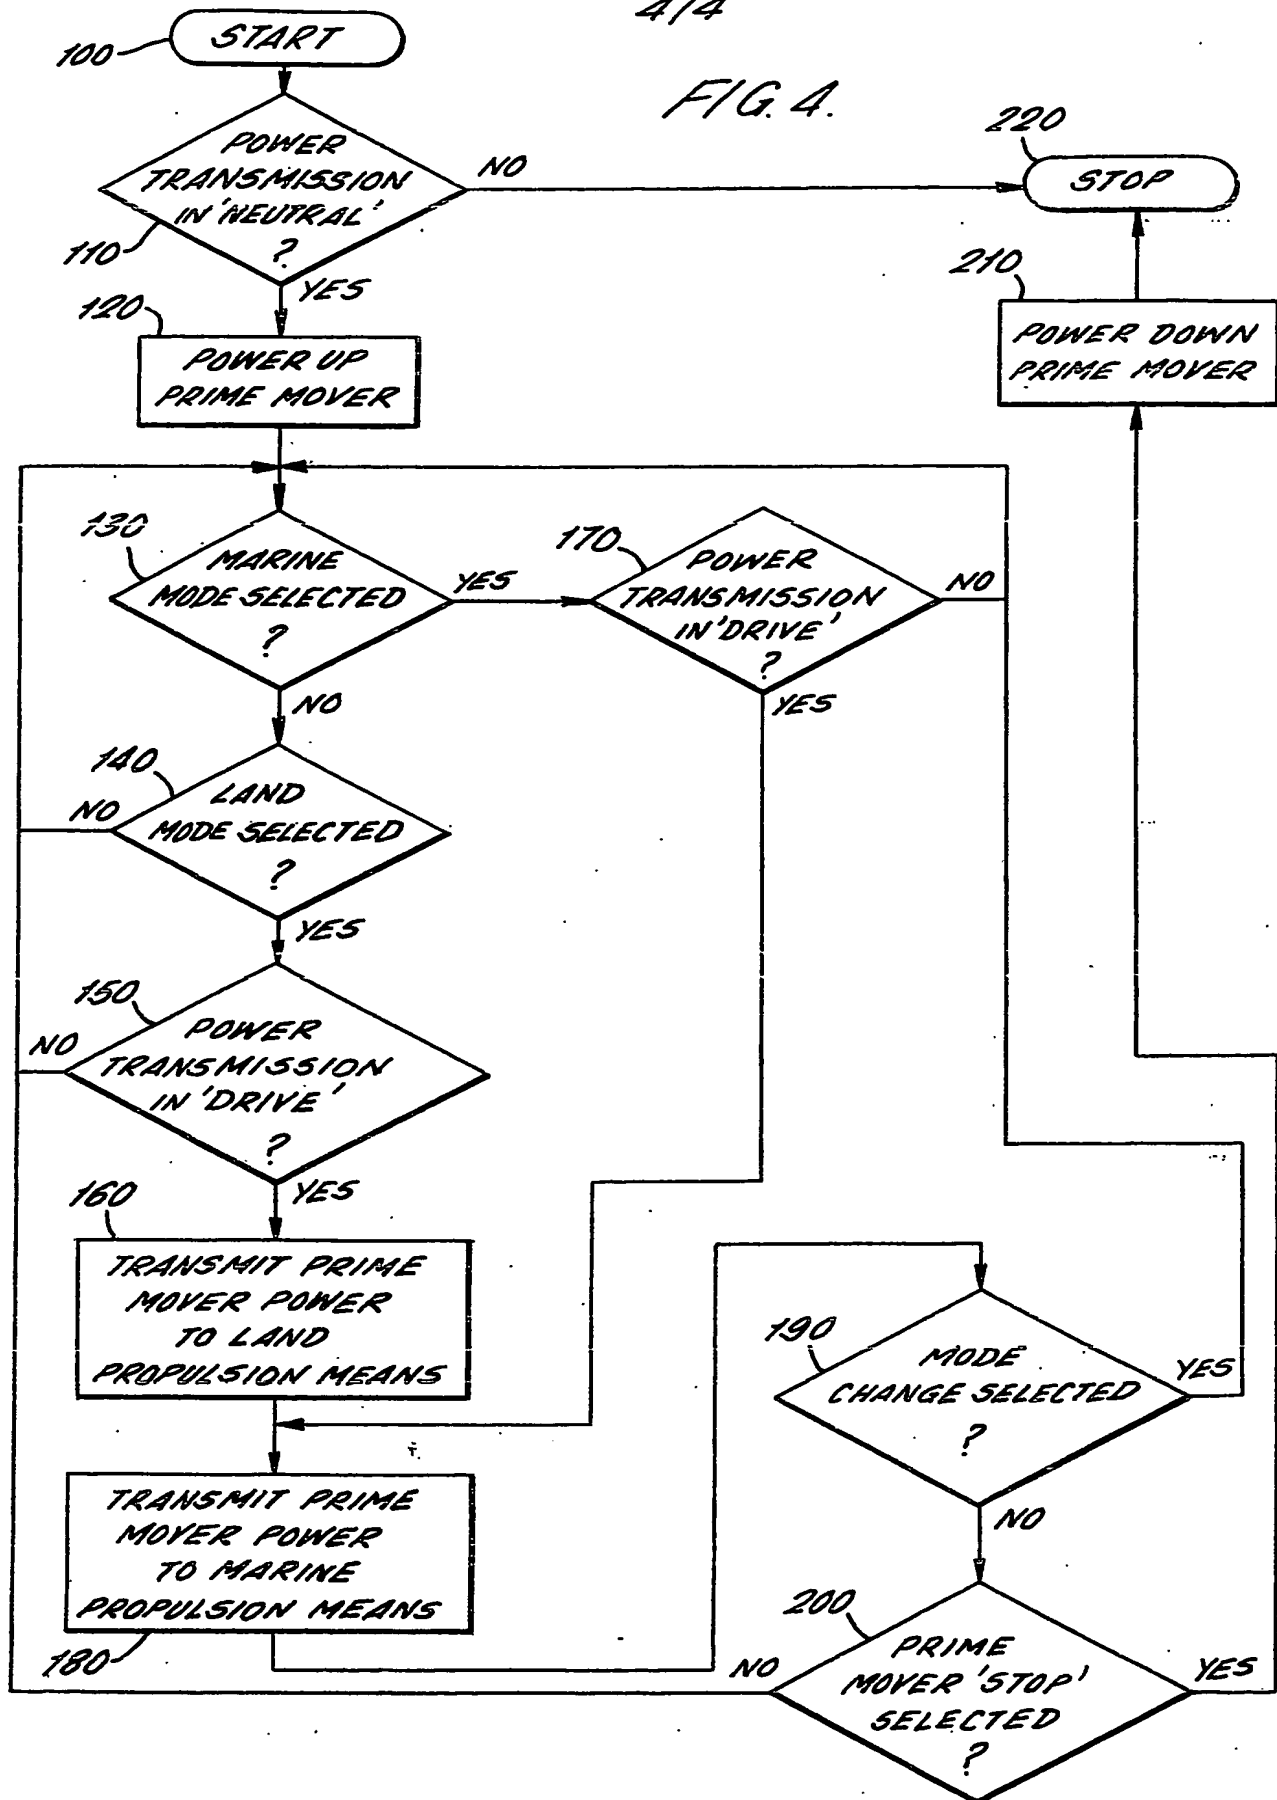 4/4
FIG. 4.
100
START
POWER
TRANSMISSION
IN 'NEUTRAL'
?
110
NO
YES
220
STOP
210
POWER DOWN
PRIME MOVER
120
POWER UP
PRIME MOVER
130
MARINE
MODE SELECTED
?
YES
NO
170
POWER
TRANSMISSION
IN 'DRIVE'
?
NO
YES
140
LAND
MODE SELECTED
?
NO
YES
150
POWER
TRANSMISSION
IN 'DRIVE'
?
NO
YES
160
TRANSMIT PRIME
MOVER POWER
TO LAND
PROPULSION MEANS
TRANSMIT PRIME
MOVER POWER
TO MARINE
PROPULSION MEANS
180
190
MODE
CHANGE SELECTED
?
YES
NO
200
PRIME
MOVER 'STOP'
SELECTED
?
NO
YES